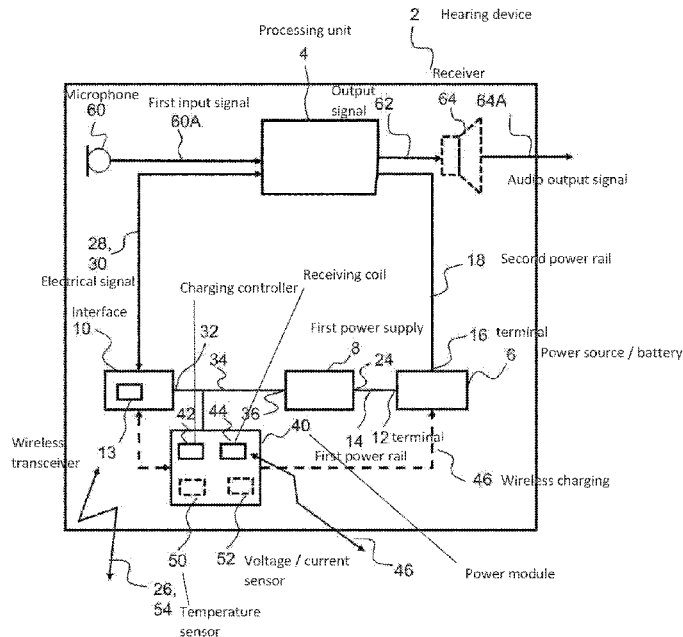 2 Hearing device
Processing unit
4
Receiver
Microphone
60
First input signal
60A
Output
signal
62
64
64A
Audio output signal
28,
30
Electrical signal
Charging controller
Receiving coil
18
Second power rail
Interface
10
32
34
First power supply
8
24
16 terminal
6
Power source / battery
36
14
12 terminal
First power rail
13
42
44
40
Wireless
transceiver
46 Wireless charging
50
52
Voltage / current
sensor
46
Power module
26,
54
Temperature
sensor